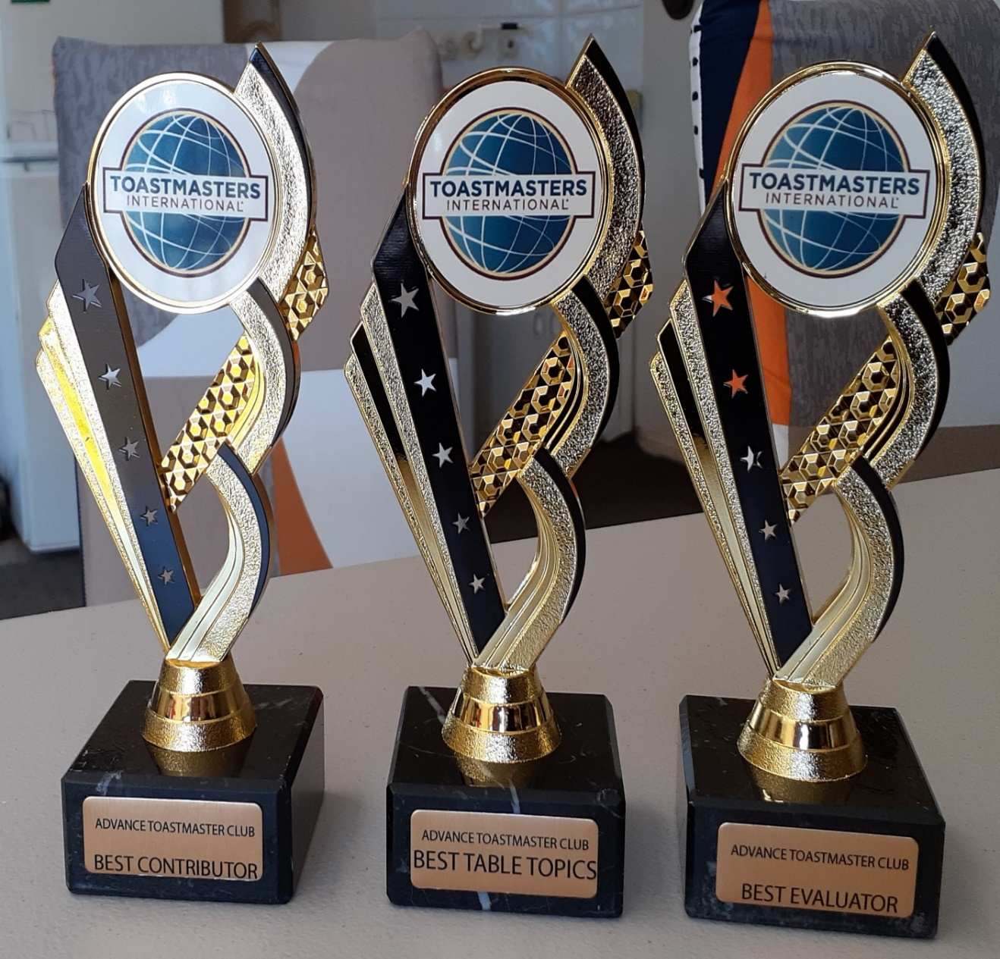 TOASTMASTERS
INTERNATIONAL
ADVANCE TOASTMASTER CLUB
BEST CONTRIBUTOR
TOASTMASTERS
INTERNATIONAL
ADVANCE TOASTMASTER CLUB
BEST TABLE TOPICS
TOASTMASTERS
INTERNATIONAL
ADVANCE TOASTMASTER CLUB
BEST EVALUATOR